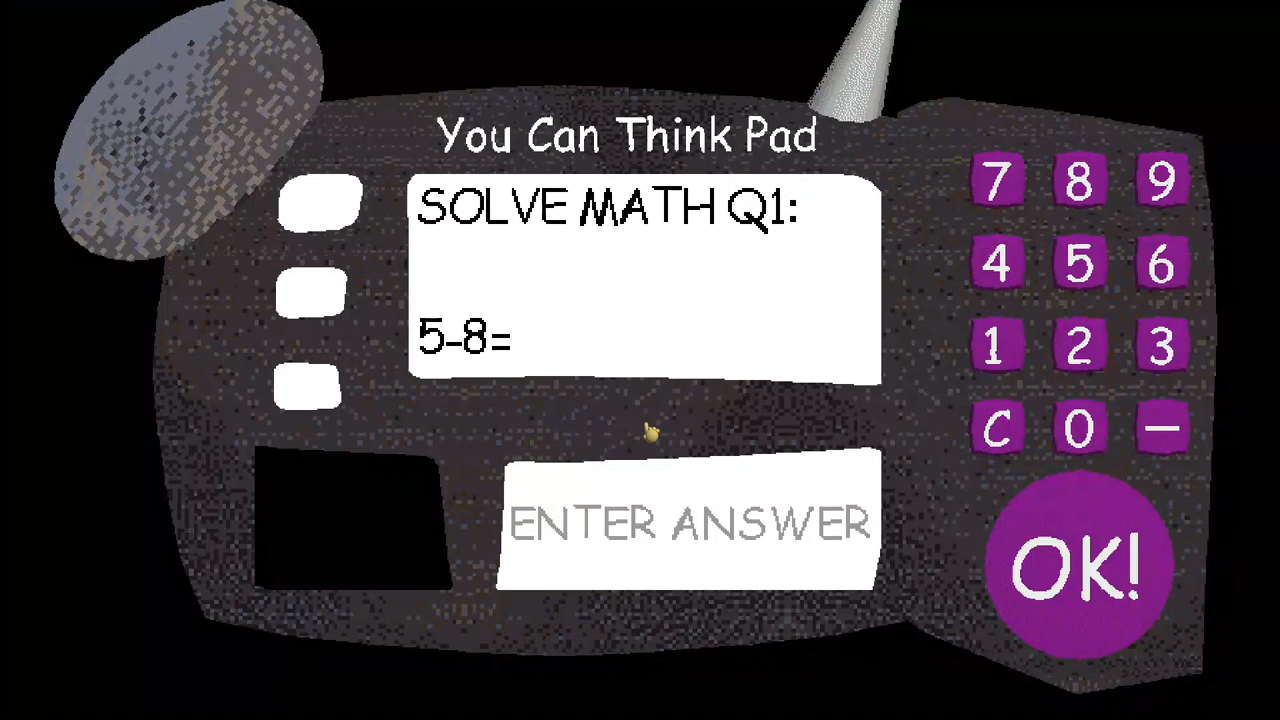 You Can Think Pad
SOLVE MATH Q1:
5-8=
ENTER ANSWER
7 8 9
4 5 6
1 2 3
C 0 −
OK!